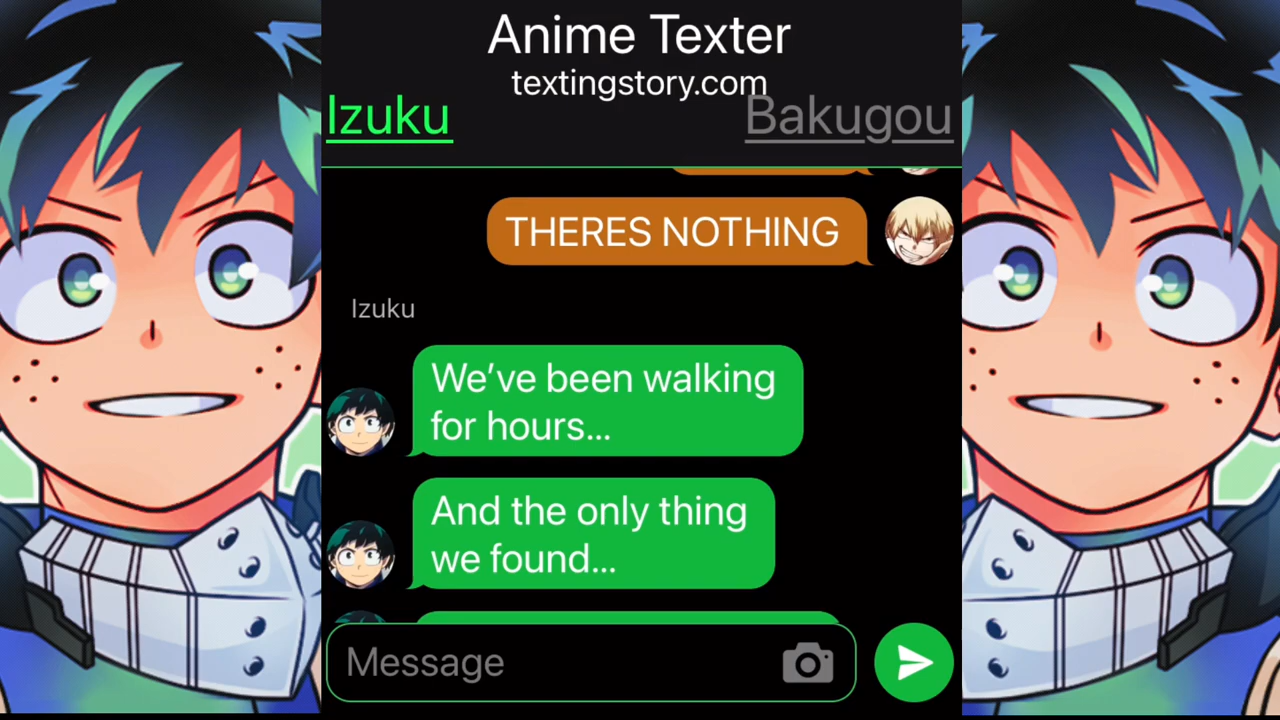 Anime Texter
textingstory.com
Izuku
Bakugou
THERES NOTHING
Izuku
We’ve been walking
for hours...
And the only thing
we found...
Message